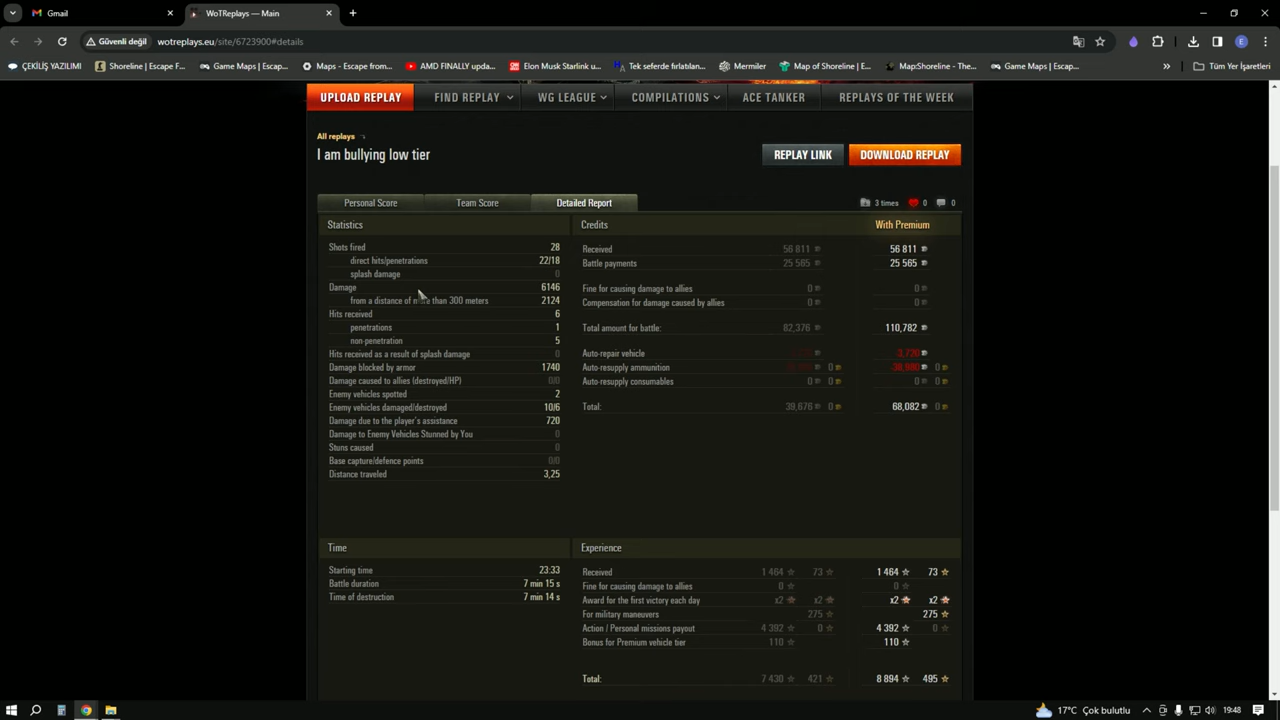 Gmail
WoTReplays — Main
Güvenli değil
wotreplays.eu/site/6723900#details
ÇEKİLİŞ YAZILIMI
Shoreline | Escape F...
Game Maps | Escap...
Maps - Escape from...
AMD FINALLY upda...
Elon Musk Starlink u...
Tek seferde fırlatılan...
Mermiler
Map of Shoreline | E...
Map:Shoreline - The...
Game Maps | Escap...
»
Tüm Yer İşaretleri
UPLOAD REPLAY
FIND REPLAY
WG LEAGUE
COMPILATIONS
ACE TANKER
REPLAYS OF THE WEEK
All replays
I am bullying low tier
REPLAY LINK
DOWNLOAD REPLAY
Personal Score
Team Score
Detailed Report
3 times 0 0
Statistics
Shots fired 28
direct hits/penetrations 22/18
splash damage 0
Damage 6146
from a distance of more than 300 meters 2124
Hits received 6
penetrations 1
non-penetration 5
Hits received as a result of splash damage 0
Damage blocked by armor 1740
Damage caused to allies (destroyed/HP) 0/0
Enemy vehicles spotted 2
Enemy vehicles damaged/destroyed 10/6
Damage due to the player's assistance 720
Damage to Enemy Vehicles Stunned by You 0
Stuns caused 0
Base capture/defence points 0/0
Distance traveled 3,25
Credits With Premium
Received 56 811 56 811
Battle payments 25 565 25 565
Fine for causing damage to allies 0 0
Compensation for damage caused by allies 0 0
Total amount for battle: 82,376 110,782
Auto-repair vehicle 3,720
Auto-resupply ammunition 0 -38,980 0
Auto-resupply consumables 0 0 0 0
Total: 39,676 0 68,082 0
Time
Starting time 23:33
Battle duration 7 min 15 s
Time of destruction 7 min 14 s
Experience
Received 1 464 73 1 464 73
Fine for causing damage to allies 0 0
Award for the first victory each day x2 x2 x2 x2
For military maneuvers 275 275
Action / Personal missions payout 4 392 0 4 392 0
Bonus for Premium vehicle tier 110 110
Total: 7 430 421 8 894 495
17°C Çok bulutlu
19:48